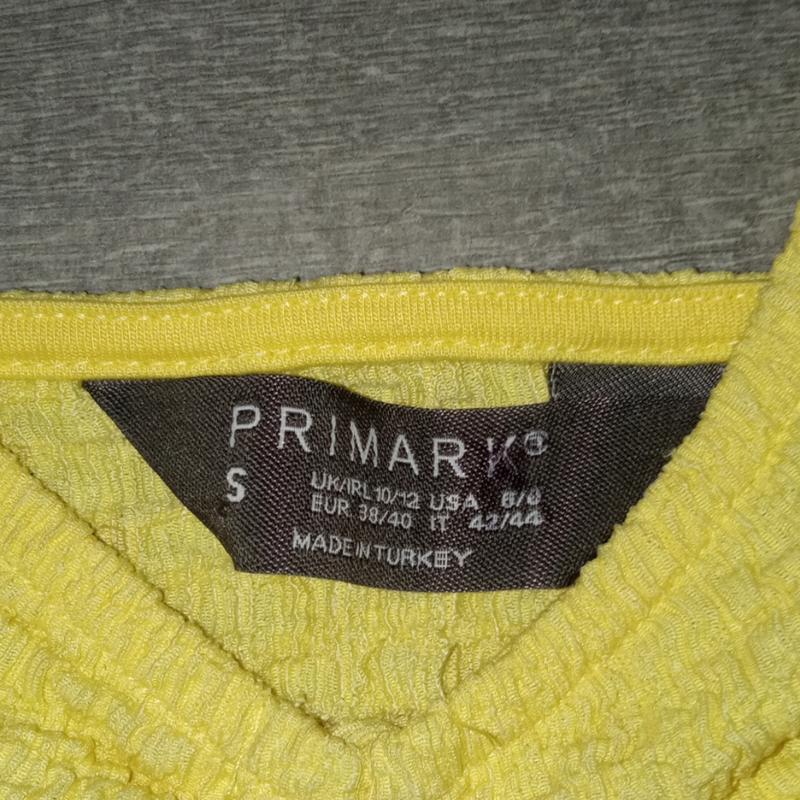 PRIMARK®
S
UK/IRL 10/12 USA 6/8
EUR 38/40 IT 42/44
MADE IN TURKEY